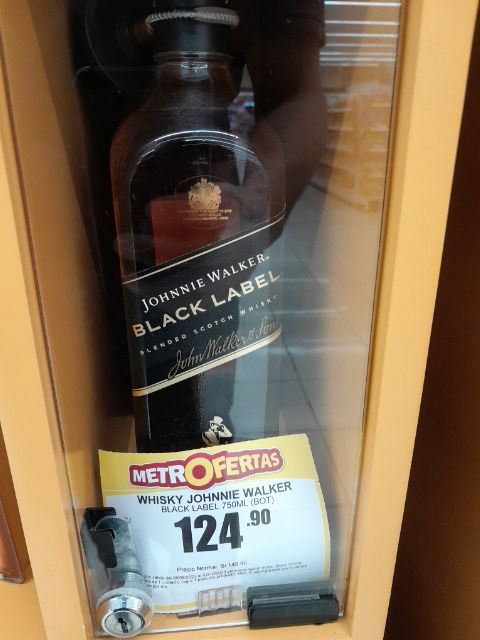 JOHNNIE WALKER
BLACK LABEL
BLENDED SCOTCH WHISKY
John Walker & Sons
METROFERTAS
WHISKY JOHNNIE WALKER
BLACK LABEL 750ML (BOT)
124.90
Precio Normal: S/ 149.90